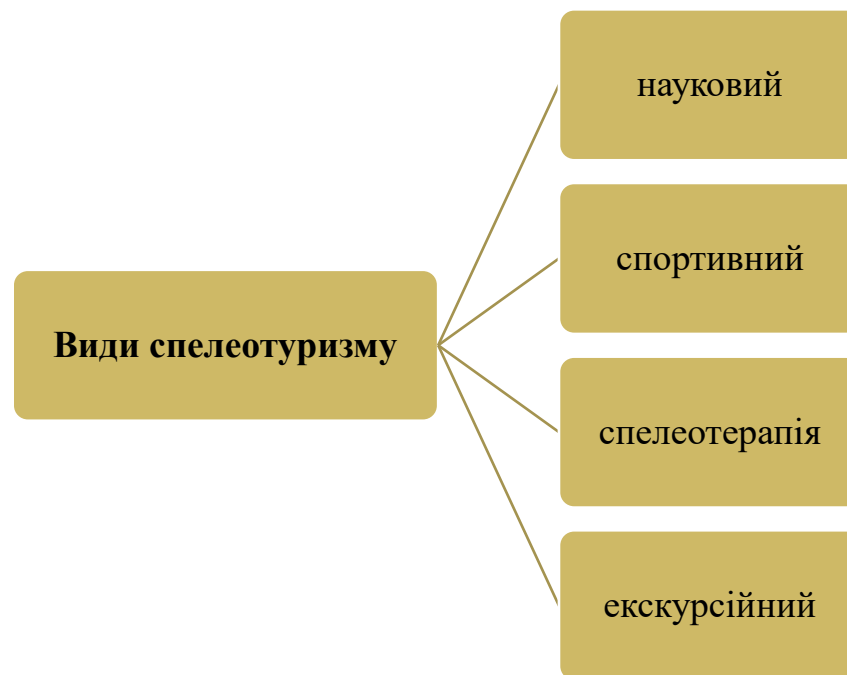 Види спелеотуризму
науковий
спортивний
спелеотерапія
екскурсійний